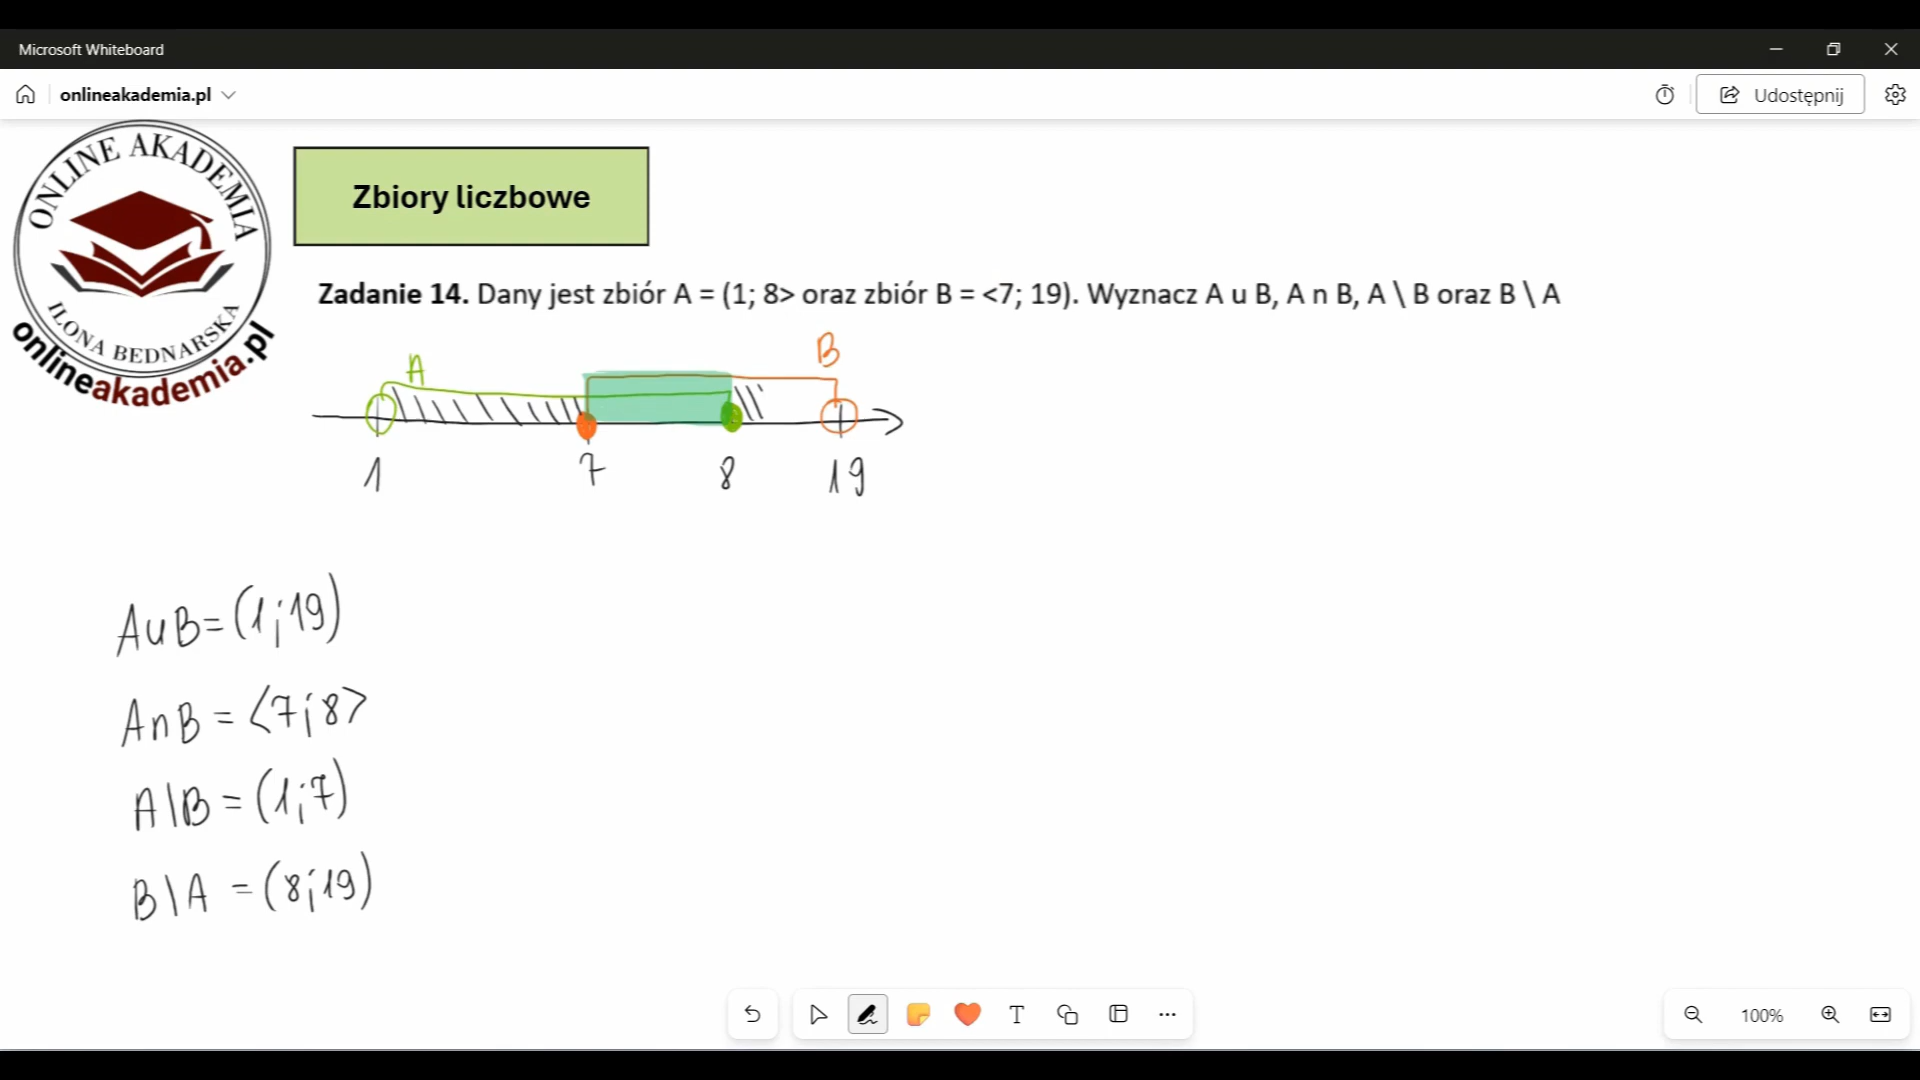 Microsoft Whiteboard
onlineakademia.pl
Udostępnij
ONLINE AKADEMIA
ILONA BEDNARSKA
onlineakademia.pl
Zbiory liczbowe
Zadanie 14. Dany jest zbiór A = (1; 8> oraz zbiór B = <7; 19). Wyznacz A u B, A n B, A \ B oraz B \ A
A
B
1 7 8 19
A u B = (1; 19)
A n B = <7; 8>
A \ B = (1; 7)
B \ A = (8; 19)
T
100%